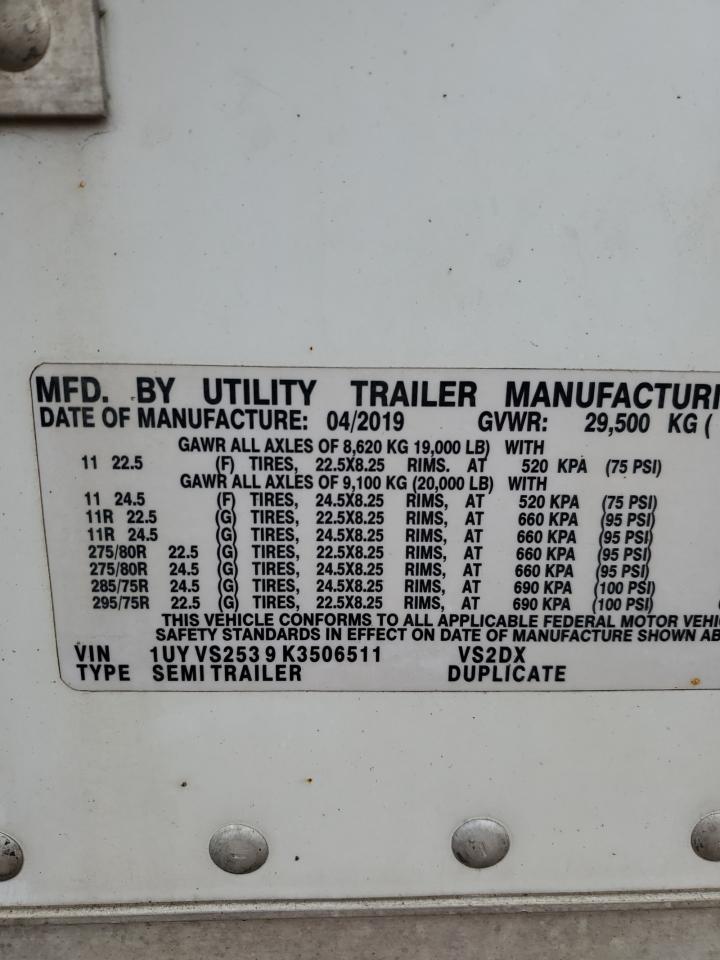 MFD. BY UTILITY TRAILER MANUFACTURI
DATE OF MANUFACTURE: 04/2019 GVWR: 29,500 KG (
GAWR ALL AXLES OF 8,620 KG 19,000 LB) WITH
11 22.5 (F) TIRES, 22.5X8.25 RIMS. AT 520 KPA (75 PSI)
GAWR ALL AXLES OF 9,100 KG (20,000 LB) WITH
11 24.5 (F) TIRES, 24.5X8.25 RIMS, AT 520 KPA (75 PSI)
11R 22.5 (G) TIRES, 22.5X8.25 RIMS, AT 660 KPA (95 PSI)
11R 24.5 (G) TIRES, 24.5X8.25 RIMS, AT 660 KPA (95 PSI)
275/80R 22.5 (G) TIRES, 22.5X8.25 RIMS, AT 660 KPA (95 PSI)
275/80R 24.5 (G) TIRES, 24.5X8.25 RIMS, AT 660 KPA (95 PSI)
285/75R 24.5 (G) TIRES, 24.5X8.25 RIMS, AT 690 KPA (100 PSI)
295/75R 22.5 (G) TIRES, 22.5X8.25 RIMS, AT 690 KPA (100 PSI)
THIS VEHICLE CONFORMS TO ALL APPLICABLE FEDERAL MOTOR VEHI
SAFETY STANDARDS IN EFFECT ON DATE OF MANUFACTURE SHOWN AB
VIN 1UY VS253 9 K3506511 VS2DX
TYPE SEMI TRAILER DUPLICATE